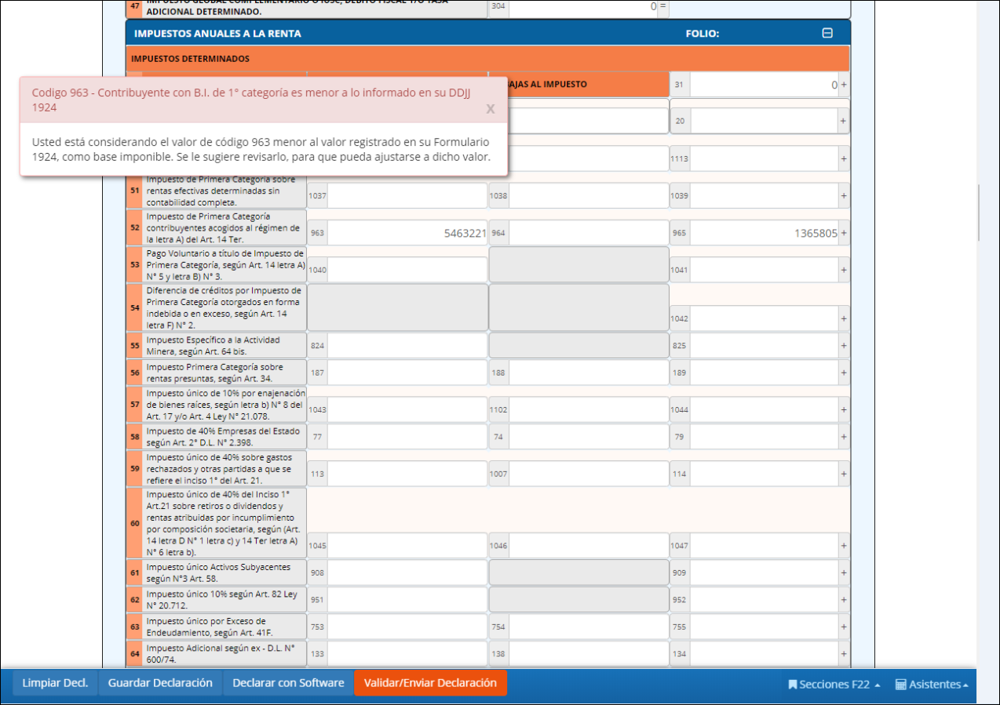 47 IMPUESTO GLOBAL COMPLEMENTARIO O IUSC, DÉBITO FISCAL Y/O TASA 304 0 =
ADICIONAL DETERMINADO.
IMPUESTOS ANUALES A LA RENTA FOLIO:
IMPUESTOS DETERMINADOS
AJAS AL IMPUESTO 31 0 +
Codigo 963 - Contribuyente con B.I. de 1° categoría es menor a lo informado en su DDJJ
1924 X
20 +
Usted está considerando el valor de código 963 menor al valor registrado en su Formulario
1924, como base imponible. Se le sugiere revisarlo, para que pueda ajustarse a dicho valor.
1113 +
51 Impuesto de Primera Categoría sobre
rentas efectivas determinadas sin
contabilidad completa. 1037 1038 1039 +
52 Impuesto de Primera Categoría
contribuyentes acogidos al régimen de
la letra A) del Art. 14 Ter. 963 5463221 964 965 1365805 +
53 Pago Voluntario a título de Impuesto de
Primera Categoría, según Art. 14 letra A)
N° 5 y letra B) N° 3. 1040 1041 +
54 Diferencia de créditos por Impuesto de
Primera Categoría otorgados en forma
indebida o en exceso, según Art. 14
letra F) N° 2. 1042 +
55 Impuesto Específico a la Actividad
Minera, según Art. 64 bis. 824 825 +
56 Impuesto Primera Categoría sobre
rentas presuntas, según Art. 34. 187 188 189 +
57 Impuesto único de 10% por enajenación
de bienes raíces, según letra b) N° 8 del
Art. 17 y/o Art. 4 Ley N° 21.078. 1043 1102 1044 +
58 Impuesto de 40% Empresas del Estado
según Art. 2° D.L. N° 2.398. 77 74 79 +
59 Impuesto único de 40% sobre gastos
rechazados y otras partidas a que se
refiere el inciso 1° del Art. 21. 113 1007 114 +
60 Impuesto único de 40% del Inciso 1°
Art.21 sobre retiros o dividendos y
rentas atribuidas por incumplimiento
por composición societaria, según (Art.
14 letra D N° 1 letra c) y 14 Ter letra A)
N° 6 letra b). 1045 1046 1047 +
61 Impuesto único Activos Subyacentes
según N°3 Art. 58. 908 909 +
62 Impuesto único 10% según Art. 82 Ley
N° 20.712. 951 952 +
63 Impuesto único por Exceso de
Endeudamiento, según Art. 41F. 753 754 755 +
64 Impuesto Adicional según ex - D.L. N°
600/74. 133 138 134 +
Limpiar Decl. Guardar Declaración Declarar con Software Validar/Enviar Declaración Secciones F22 Asistentes